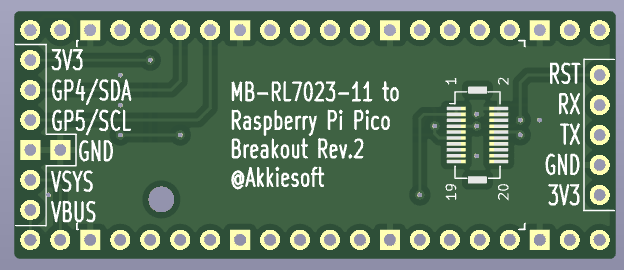 3V3
GP4/SDA
GP5/SCL
GND
VSYS
VBUS
MB-RL7023-11 to
Raspberry Pi Pico
Breakout Rev.2
@Akkiesoft
1
2
19
20
RST
RX
TX
GND
3V3